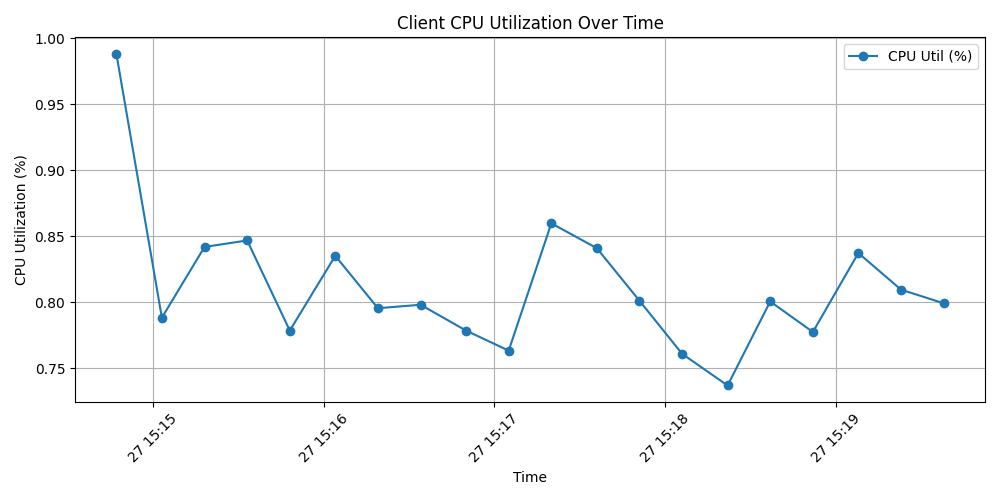 Client CPU Utilization Over Time
CPU Util (%)
CPU Utilization (%)
1.00
0.95
0.90
0.85
0.80
0.75
27 15:15
27 15:16
27 15:17
27 15:18
27 15:19
Time